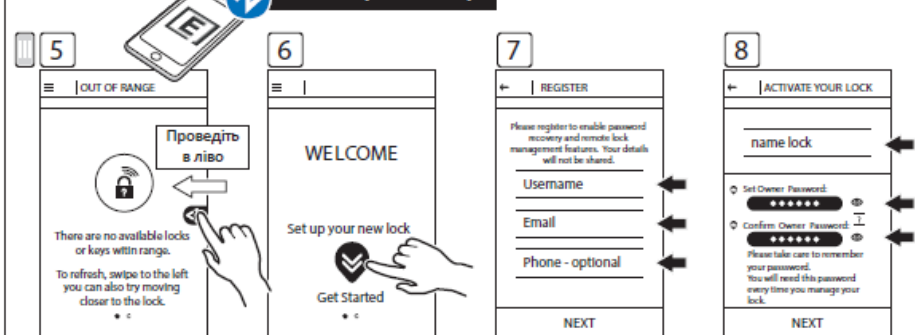 E
5
OUT OF RANGE
Проведіть
в ліво
?
There are no available locks
or keys witin range.
To refresh, swipe to the left
you can also try moving
closer to the lock.
6
WELCOME
Set up your new lock
Get Started
7
REGISTER
Please register to enable password
recovery and remote lock
management features. Your details
will not be shared.
Username
Email
Phone - optional
NEXT
8
ACTIVATE YOUR LOCK
name lock
Set Owner Password:
Confirm Owner Password:
?
Please take care to remember
your passsword.
You will need this password
every time you manage your
lock.
NEXT